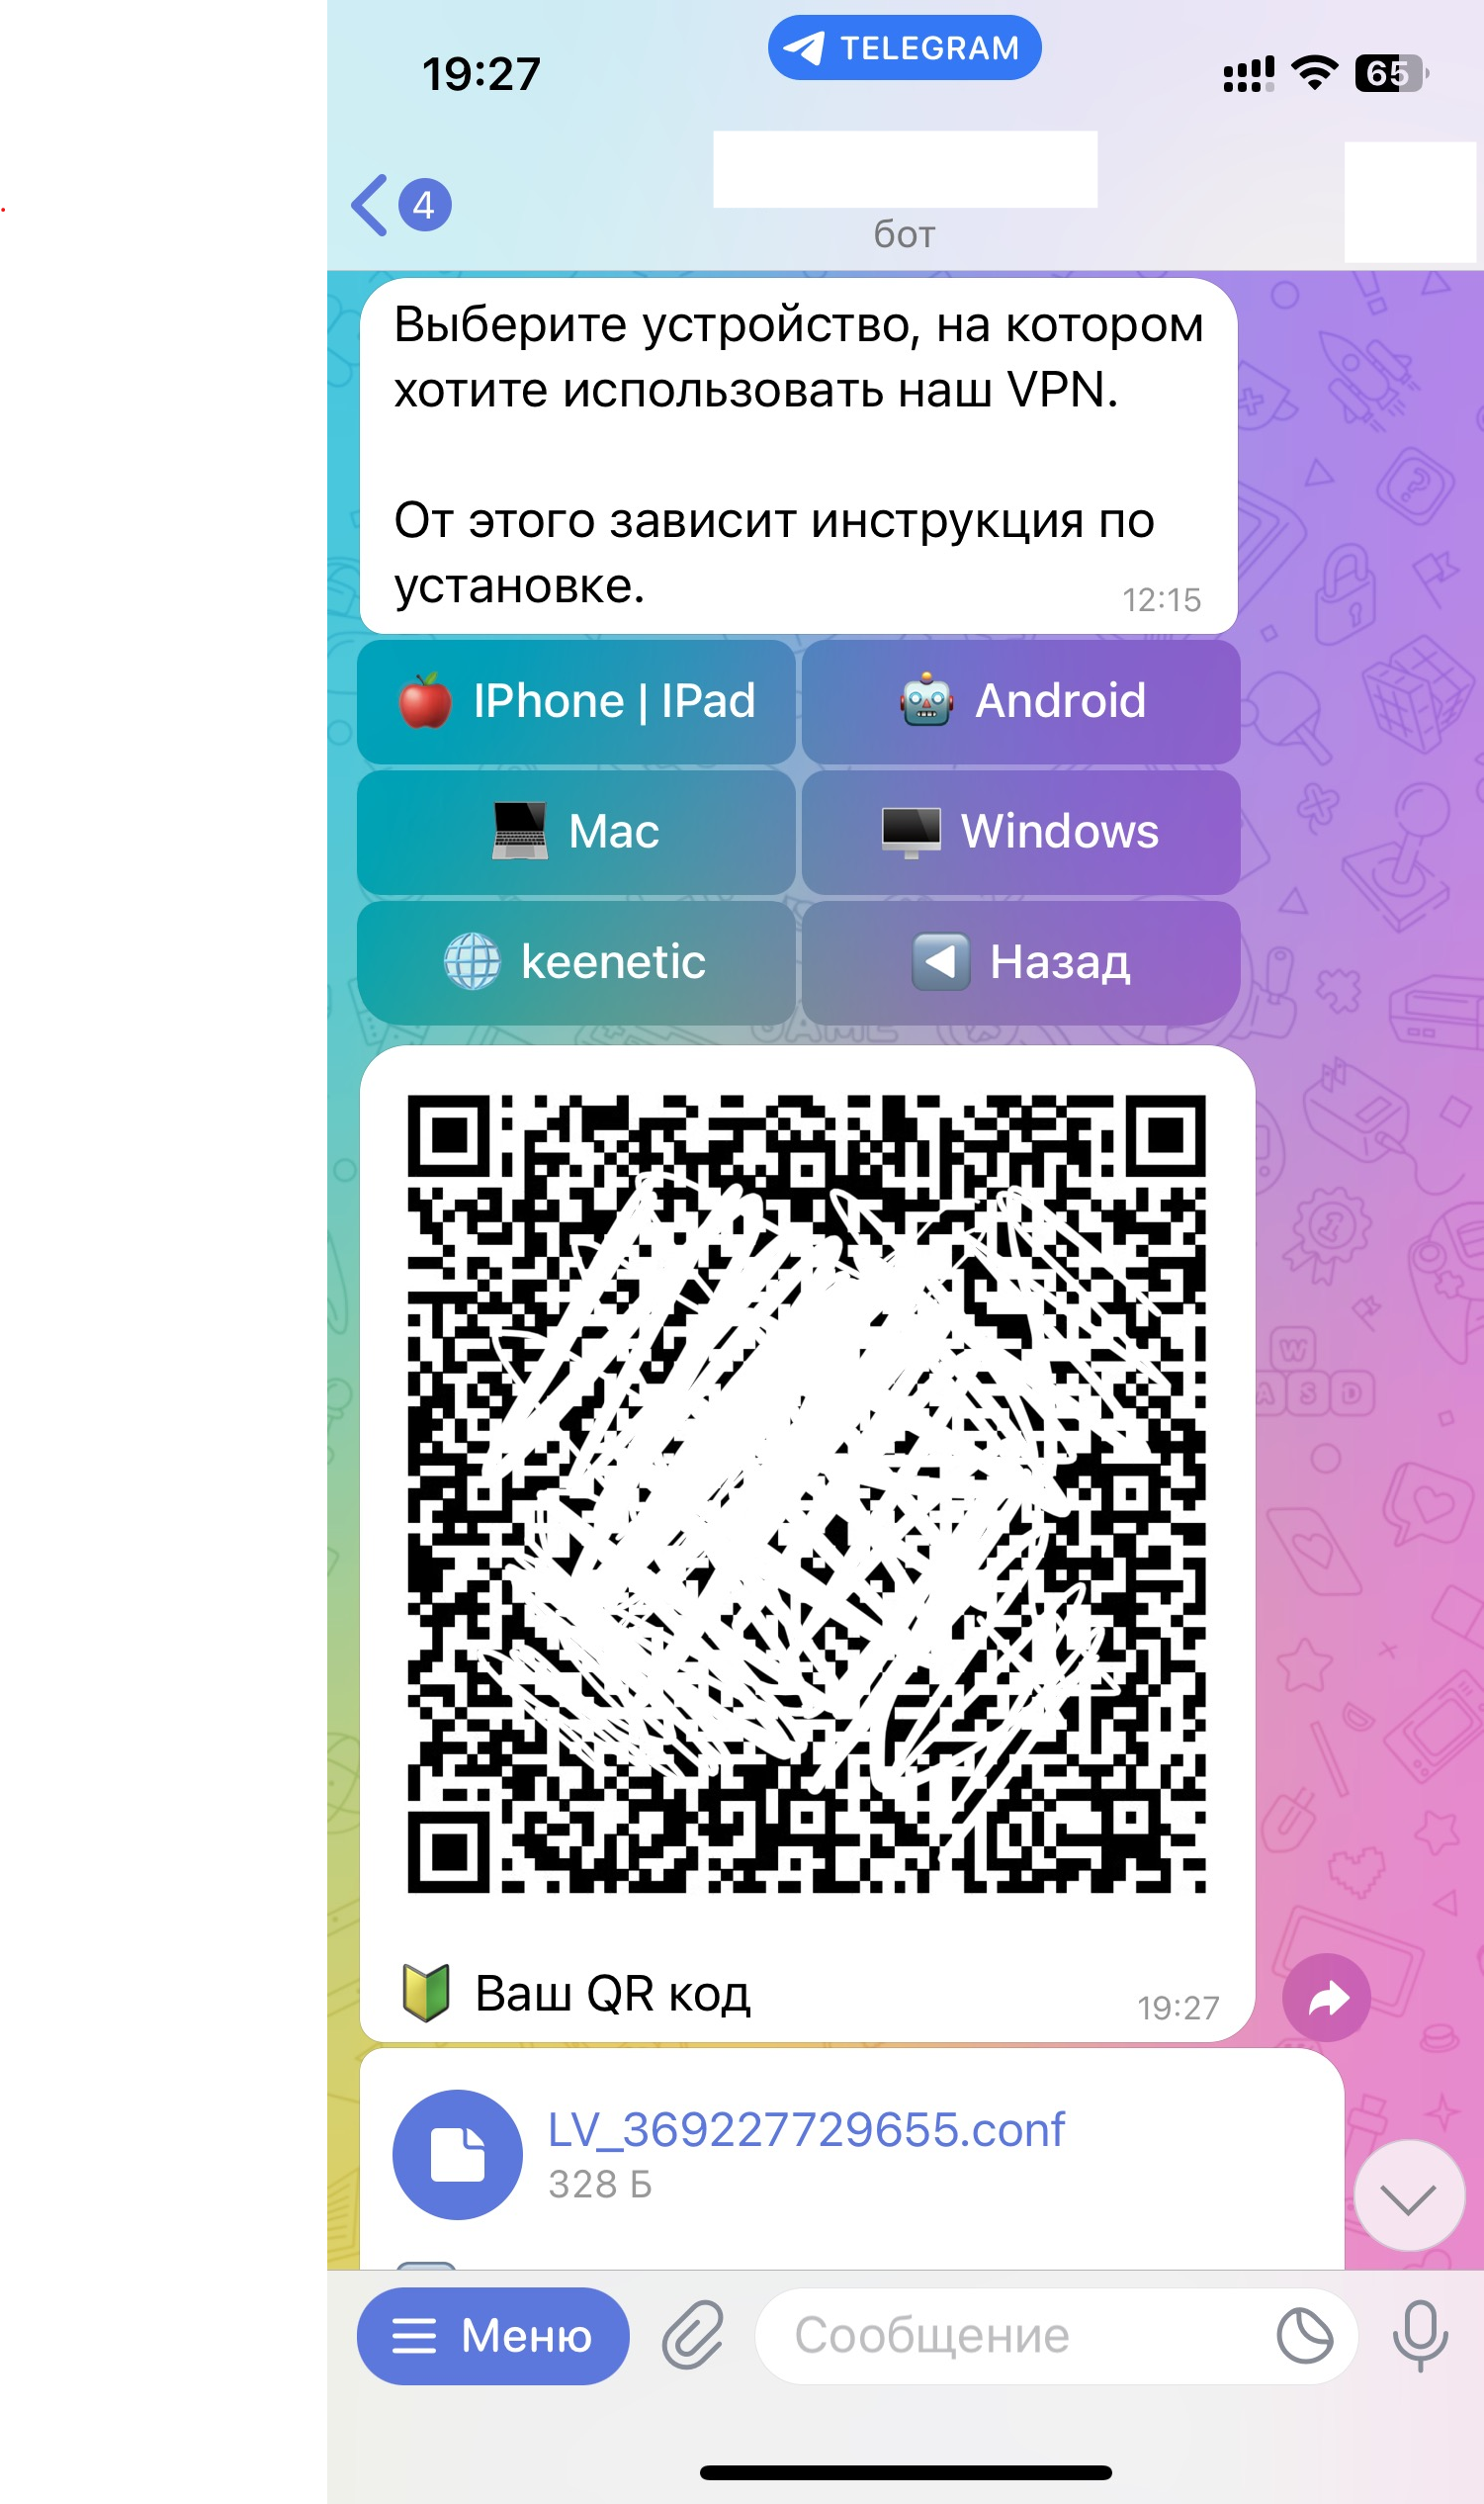 19:27
TELEGRAM
65
4
бот
Выберите устройство, на котором
хотите использовать наш VPN.
От этого зависит инструкция по
установке.
12:15
IPhone | IPad
Android
Mac
Windows
keenetic
Назад
Ваш QR код
19:27
LV_369227729655.conf
328 Б
Меню
Сообщение